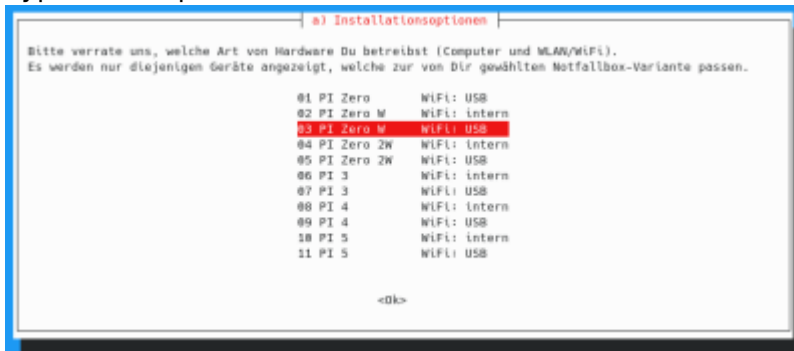 a) Installationsoptionen
Bitte verrate uns, welche Art von Hardware Du betreibst (Computer und WLAN/WiFi).
Es werden nur diejenigen Geräte angezeigt, welche zur von Dir gewählten Notfallbox-Variante passen.
01 PI Zero WiFi: USB
02 PI Zero W WiFi: intern
03 PI Zero W WiFi: USB
04 PI Zero 2W WiFi: intern
05 PI Zero 2W WiFi: USB
06 PI 3 WiFi: intern
07 PI 3 WiFi: USB
08 PI 4 WiFi: intern
09 PI 4 WiFi: USB
10 PI 5 WiFi: intern
11 PI 5 WiFi: USB
<Ok>